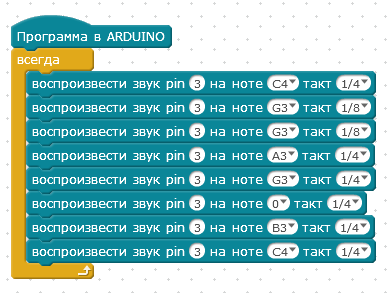 Программа в ARDUINO
всегда
воспроизвести звук pin 3 на ноте C4 такт 1/4
воспроизвести звук pin 3 на ноте G3 такт 1/8
воспроизвести звук pin 3 на ноте G3 такт 1/8
воспроизвести звук pin 3 на ноте A3 такт 1/4
воспроизвести звук pin 3 на ноте G3 такт 1/4
воспроизвести звук pin 3 на ноте 0 такт 1/4
воспроизвести звук pin 3 на ноте B3 такт 1/4
воспроизвести звук pin 3 на ноте C4 такт 1/4